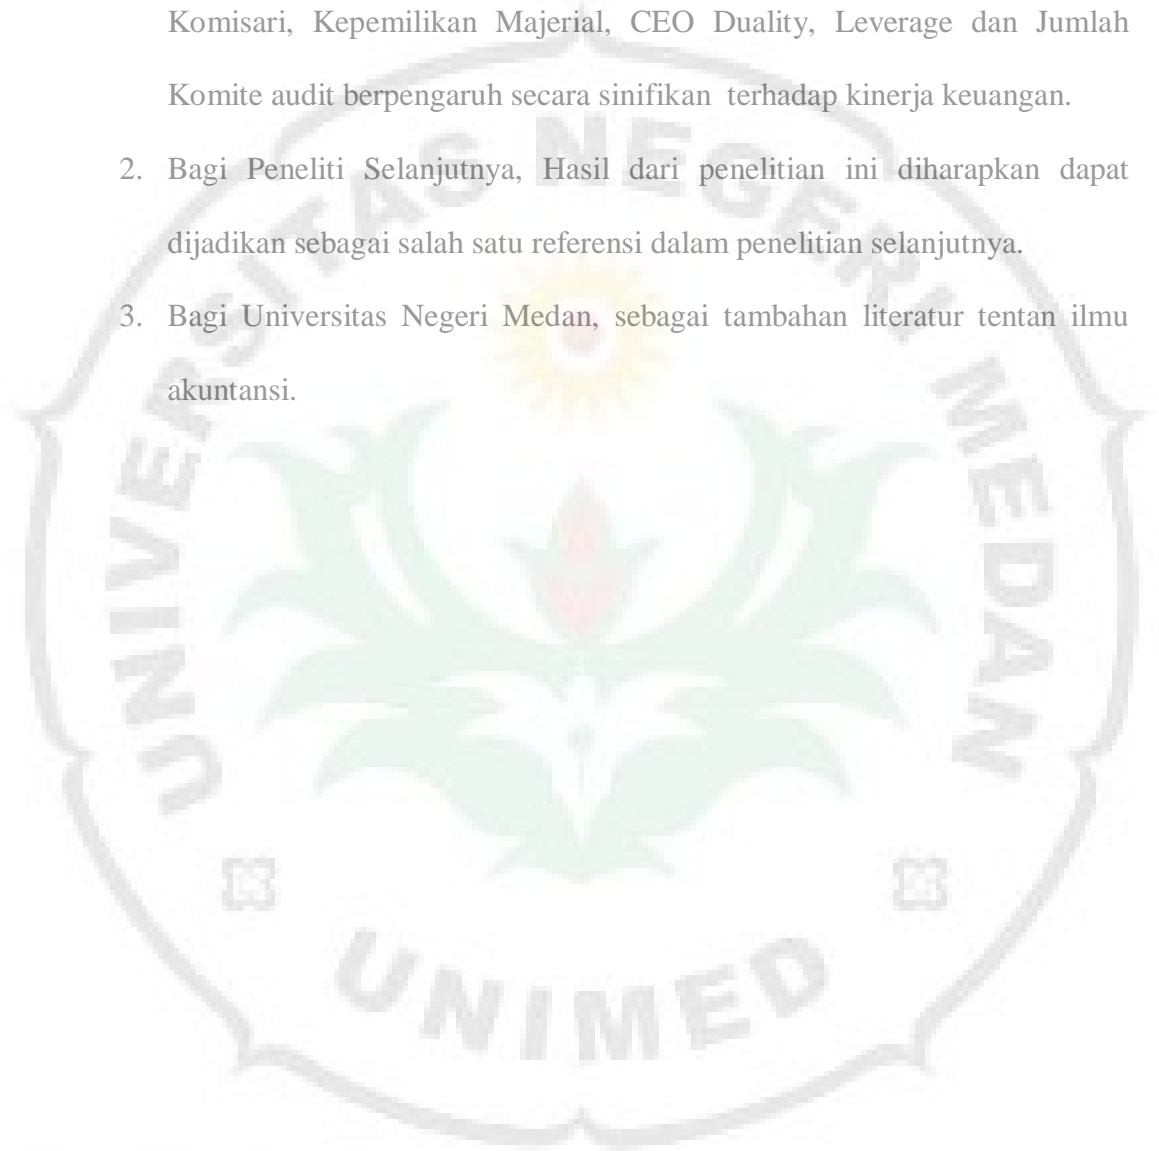 Komisari, Kepemilikan Majerial, CEO Duality, Leverage dan Jumlah
Komite audit berpengaruh secara sinifikan terhadap kinerja keuangan.
2. Bagi Peneliti Selanjutnya, Hasil dari penelitian ini diharapkan dapat
dijadikan sebagai salah satu referensi dalam penelitian selanjutnya.
3. Bagi Universitas Negeri Medan, sebagai tambahan literatur tentan ilmu
akuntansi.
UNIVERSITAS NEGERI MEDAN
UNIMED